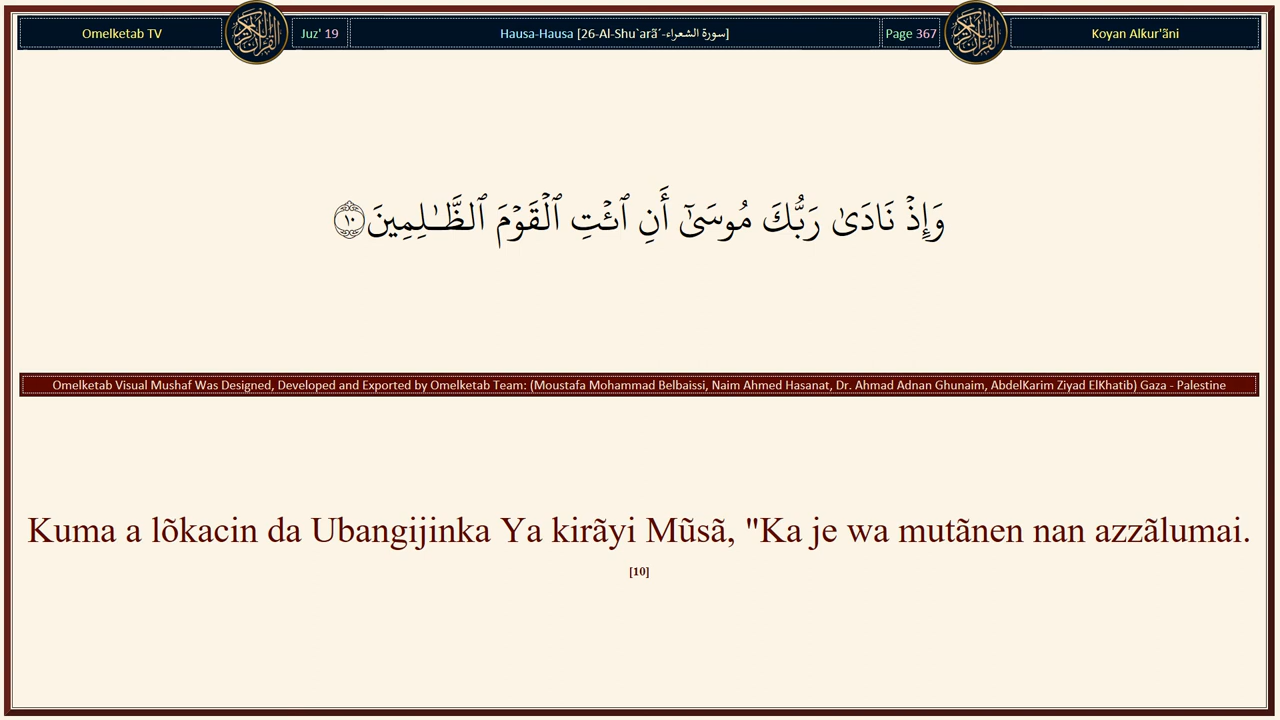 Omelketab TV
Juz' 19
Hausa-Hausa [26-Al-Shu`arã´-سورة الشعراء]
Page 367
Koyan Alƙur'ãni
وَإِذْ نَادَىٰ رَبُّكَ مُوسَىٰٓ أَنِ ٱئْتِ ٱلْقَوْمَ ٱلظَّـٰلِمِينَ ١٠
Omelketab Visual Mushaf Was Designed, Developed and Exported by Omelketab Team: (Moustafa Mohammad Belbaissi, Naim Ahmed Hasanat, Dr. Ahmad Adnan Ghunaim, AbdelKarim Ziyad ElKhatib) Gaza - Palestine
Kuma a lõkacin da Ubangijinka Ya kirãyi Mũsã, "Ka je wa mutãnen nan azzãlumai.
[10]